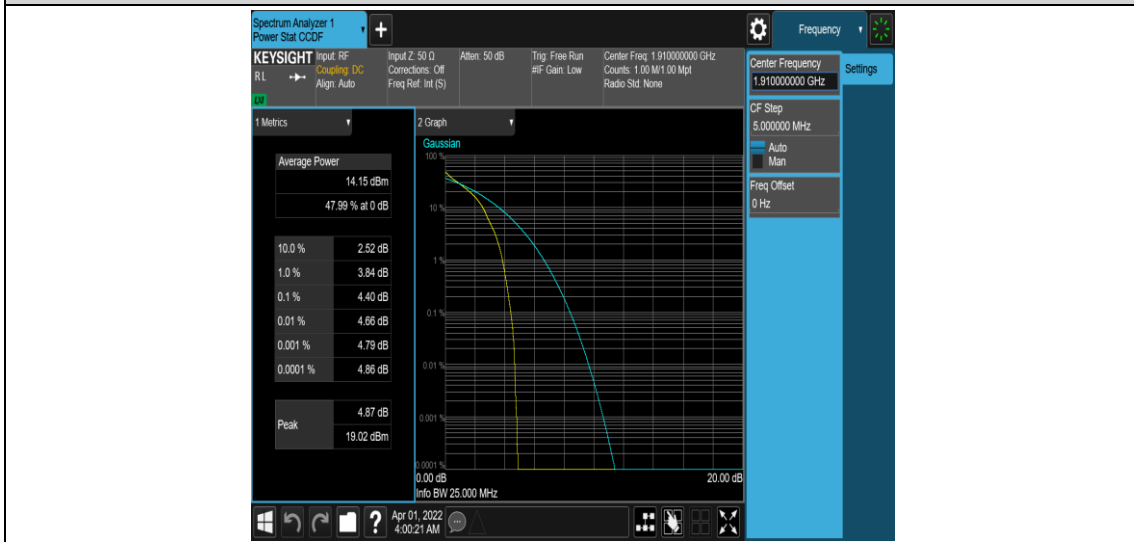 Spectrum Analyzer 1
Power Stat CCDF
+
Frequency
KEYSIGHT
RL
LXI
Input: RF
Coupling: DC
Align: Auto
Input Z: 50 Ω
Corrections: Off
Freq Ref: Int (S)
Atten: 50 dB
Trig: Free Run
#IF Gain: Low
Center Freq: 1.910000000 GHz
Counts: 1.00 M/1.00 Mpt
Radio Std: None
Center Frequency
1.910000000 GHz
Settings
CF Step
5.000000 MHz
Auto
Man
Freq Offset
0 Hz
1 Metrics
Average Power
14.15 dBm
47.99 % at 0 dB
10.0 % 2.52 dB
1.0 % 3.84 dB
0.1 % 4.40 dB
0.01 % 4.66 dB
0.001 % 4.79 dB
0.0001 % 4.86 dB
Peak
4.87 dB
19.02 dBm
2 Graph
Gaussian
100 %
10 %
1 %
0.1 %
0.01 %
0.001 %
0.0001 %
0.00 dB 20.00 dB
Info BW 25.000 MHz
?
Apr 01, 2022
4:00:21 AM